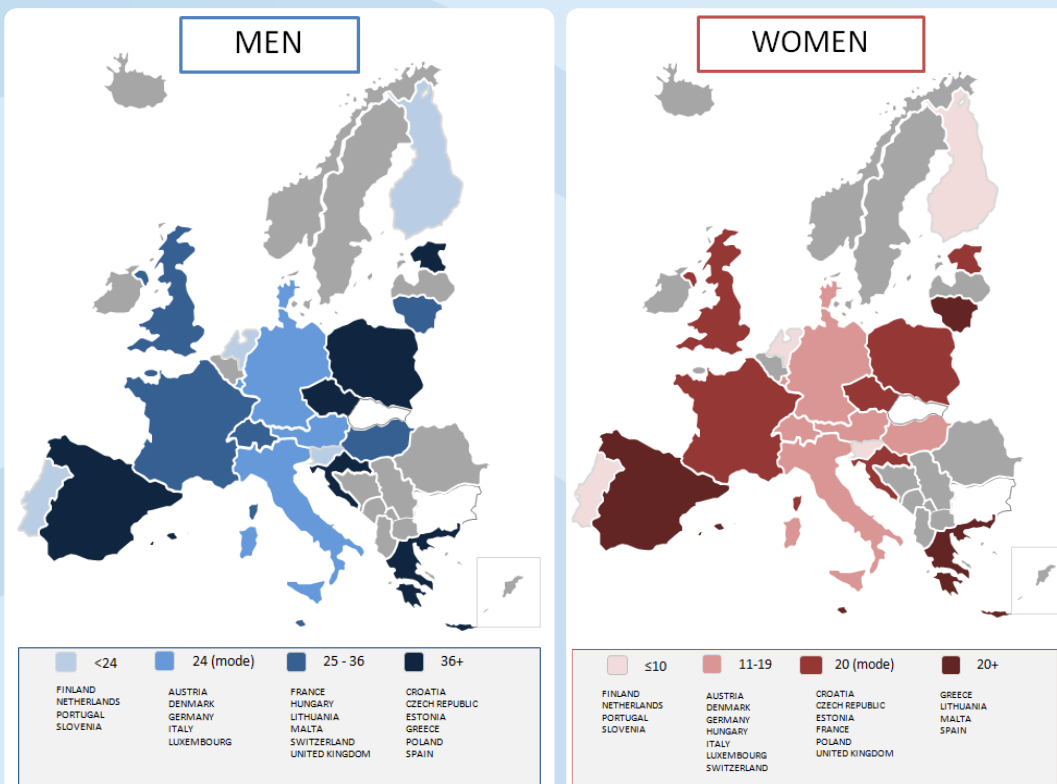 MEN
<24
FINLAND
NETHERLANDS
PORTUGAL
SLOVENIA
24 (mode)
AUSTRIA
DENMARK
GERMANY
ITALY
LUXEMBOURG
25 - 36
FRANCE
HUNGARY
LITHUANIA
MALTA
SWITZERLAND
UNITED KINGDOM
36+
CROATIA
CZECH REPUBLIC
ESTONIA
GREECE
POLAND
SPAIN
WOMEN
≤10
FINLAND
NETHERLANDS
PORTUGAL
SLOVENIA
11-19
AUSTRIA
DENMARK
GERMANY
HUNGARY
ITALY
LUXEMBOURG
SWITZERLAND
20 (mode)
CROATIA
CZECH REPUBLIC
ESTONIA
FRANCE
POLAND
UNITED KINGDOM
20+
GREECE
LITHUANIA
MALTA
SPAIN